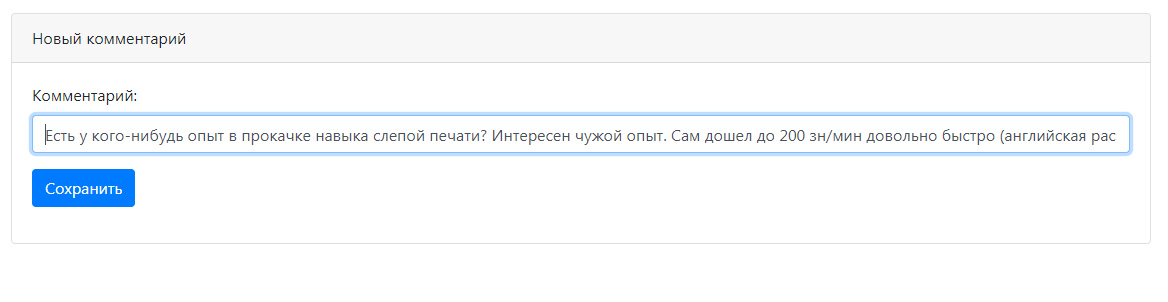 Новый комментарий
Комментарий:
Есть у кого-нибудь опыт в прокачке навыка слепой печати? Интересен чужой опыт. Сам дошел до 200 зн/мин довольно быстро (английская рас
Сохранить